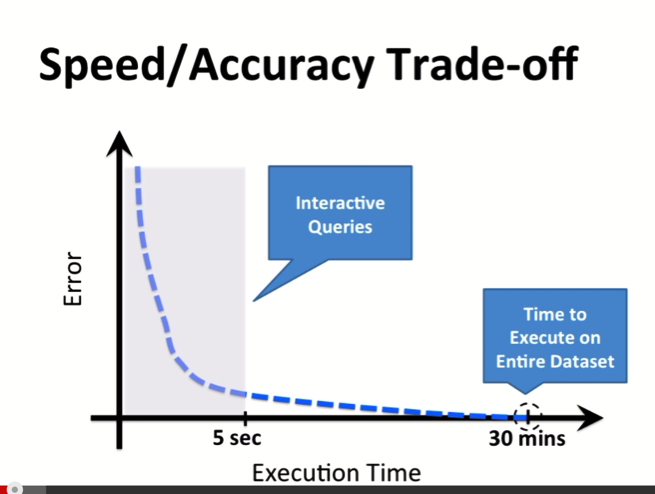 Speed/Accuracy Trade-off
Interactive
Queries
Error
Time to
Execute on
Entire Dataset
5 sec
30 mins
Execution Time